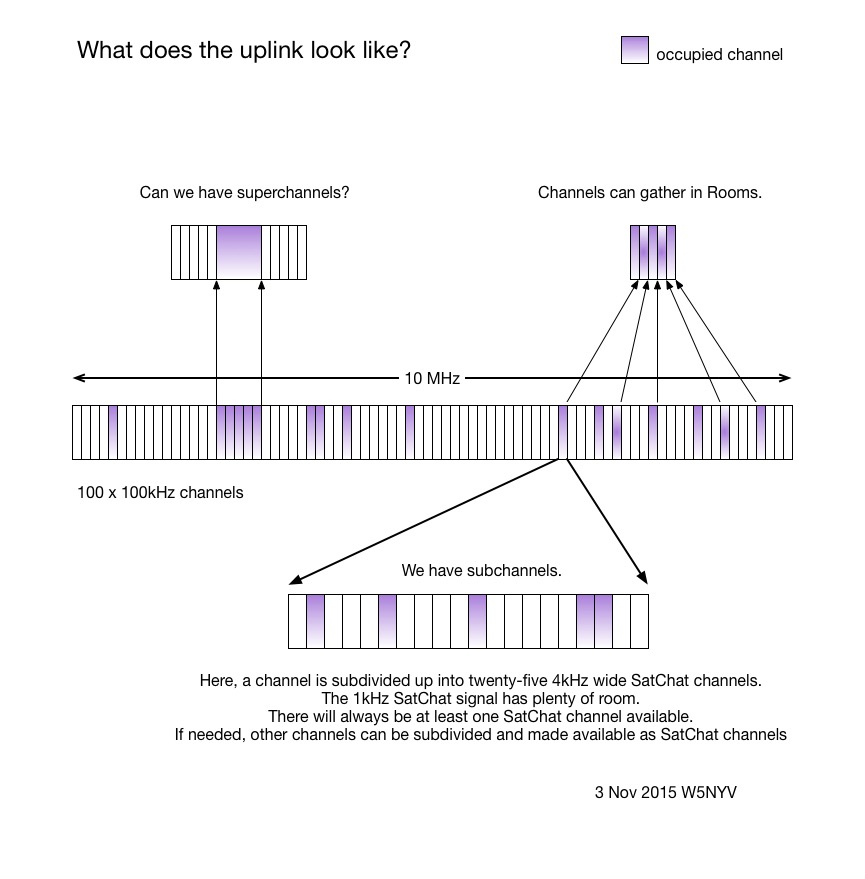 What does the uplink look like?
occupied channel
Can we have superchannels?
Channels can gather in Rooms.
10 MHz
100 x 100kHz channels
We have subchannels.
Here, a channel is subdivided up into twenty-five 4kHz wide SatChat channels.
The 1kHz SatChat signal has plenty of room.
There will always be at least one SatChat channel available.
If needed, other channels can be subdivided and made available as SatChat channels
3 Nov 2015 W5NYV